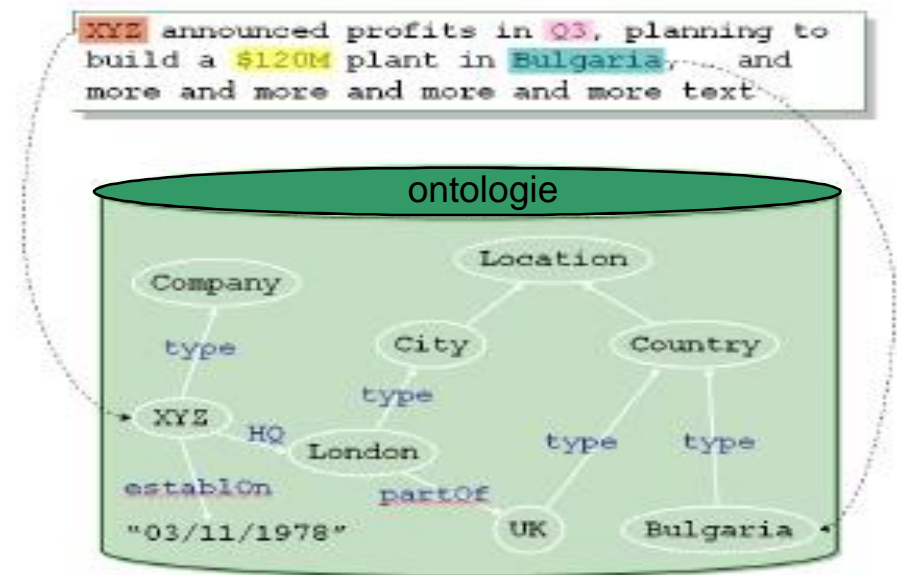 XYZ announced profits in Q3, planning to
build a $120M plant in Bulgaria, and
more and more and more and more text
ontologie
Location
Company
City
Country
type
type
XYZ
HQ
London
type
type
establOn
partOf
"03/11/1978"
UK
Bulgaria